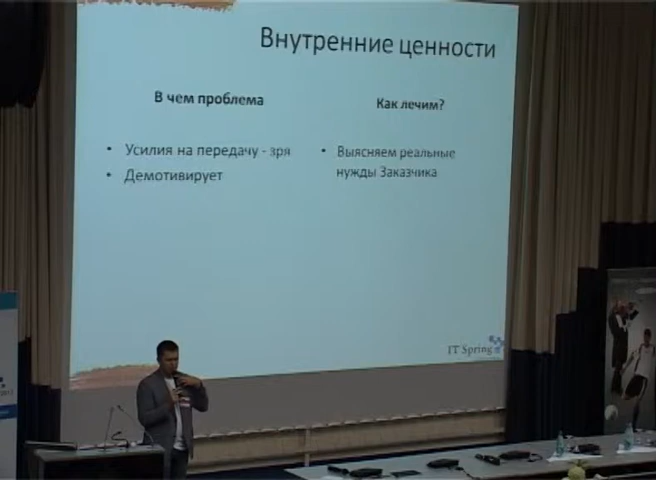 Внутренние ценности
В чем проблема
Как лечим?
• Усилия на передачу - зря
• Демотивирует
• Выясняем реальные
нужды Заказчика
IT Spring